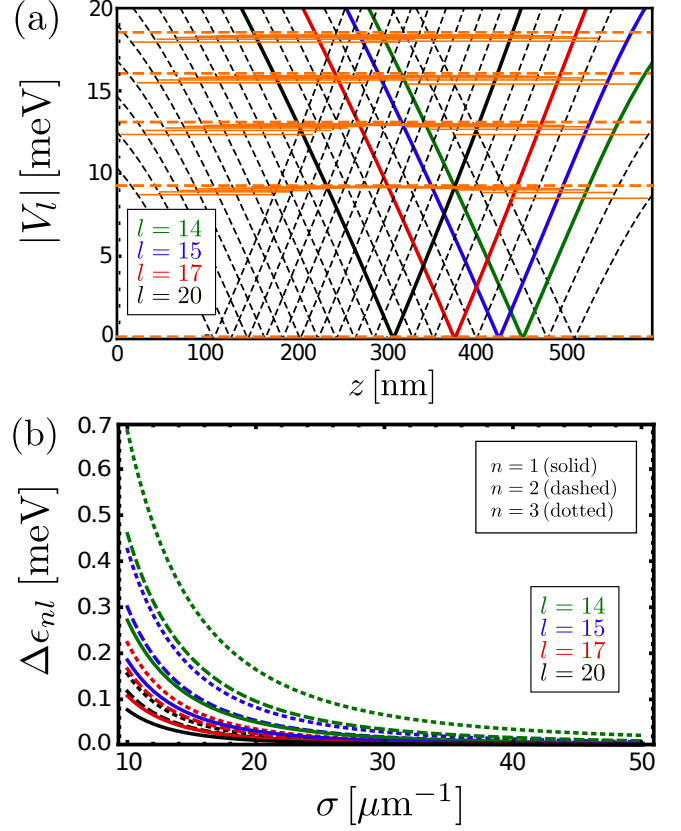 (a)
|V_l| [meV]
20
15
10
5
0
l = 14
l = 15
l = 17
l = 20
0 100 200 300 400 500
z [nm]
(b)
Δϵ_{nl} [meV]
0.7
0.6
0.5
0.4
0.3
0.2
0.1
0.0
n = 1 (solid)
n = 2 (dashed)
n = 3 (dotted)
l = 14
l = 15
l = 17
l = 20
10 20 30 40 50
σ [μm⁻¹]